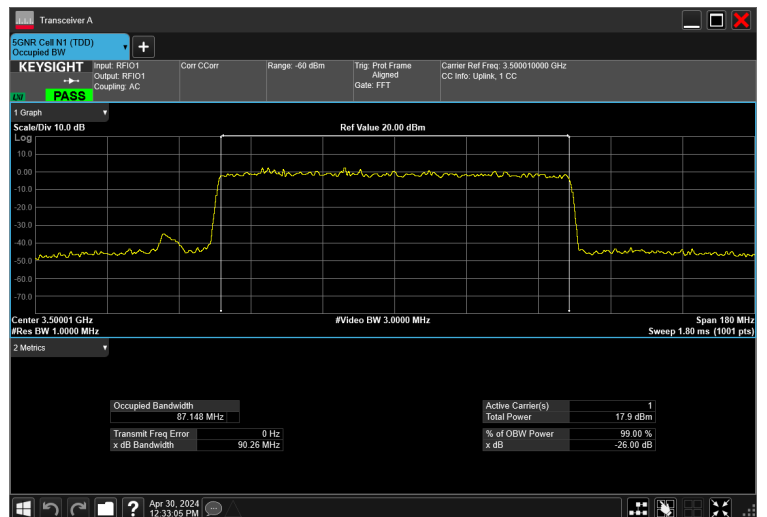 Transceiver A
5GNR Cell N1 (TDD)
Occupied BW
+
KEYSIGHT
LXI
PASS
Input: RFIO1
Output: RFIO1
Coupling: AC
Corr CCorr
Range: -60 dBm
Trig: Prot Frame
Aligned
Gate: FFT
Carrier Ref Freq: 3.500010000 GHz
CC Info: Uplink, 1 CC
1 Graph
Scale/Div 10.0 dB
Ref Value 20.00 dBm
Log
10.0
0.00
-10.0
-20.0
-30.0
-40.0
-50.0
-60.0
-70.0
Center 3.50001 GHz
#Video BW 3.0000 MHz
Span 180 MHz
#Res BW 1.0000 MHz
Sweep 1.80 ms (1001 pts)
2 Metrics
Occupied Bandwidth
87.148 MHz
Transmit Freq Error 0 Hz
x dB Bandwidth 90.26 MHz
Active Carrier(s) 1
Total Power 17.9 dBm
% of OBW Power 99.00 %
x dB -26.00 dB
?
Apr 30, 2024
12:33:05 PM